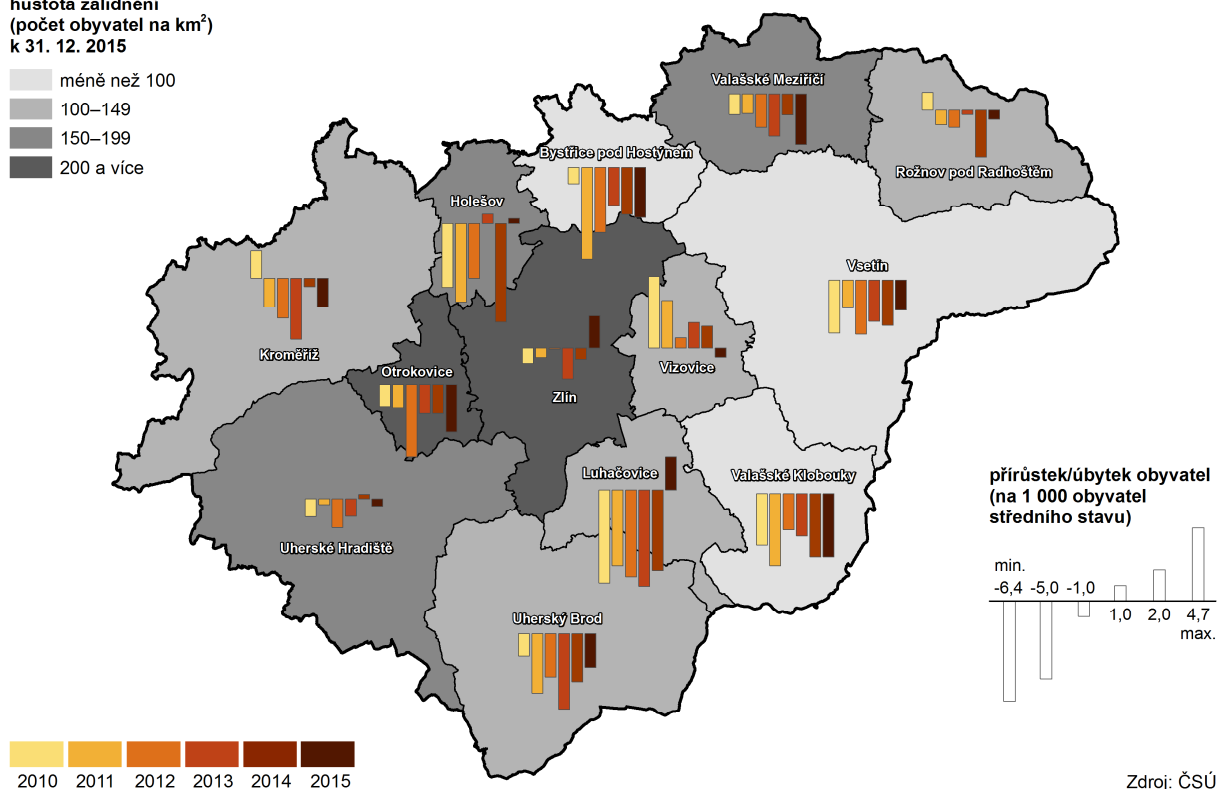 hustota zalidnění
(počet obyvatel na km²)
k 31. 12. 2015
méně než 100
100–149
150–199
200 a více
Valašské Meziříčí
Rožnov pod Radhoštěm
Bystřice pod Hostýnem
Holešov
Vsetín
Kroměříž
Otrokovice
Vizovice
Zlín
Luhačovice
Valašské Klobouky
Uherské Hradiště
Uherský Brod
přírůstek/úbytek obyvatel
(na 1 000 obyvatel
středního stavu)
min.
-6,4 -5,0 -1,0
1,0 2,0 4,7
max.
2010 2011 2012 2013 2014 2015
Zdroj: ČSÚ